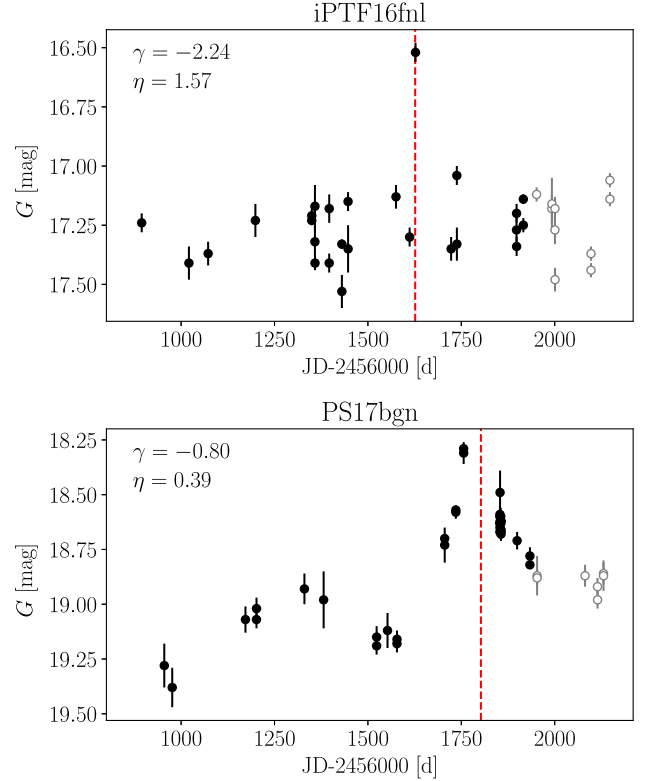 iPTF16fnl
γ = −2.24
η = 1.57
16.50
16.75
17.00
17.25
17.50
G [mag]
1000 1250 1500 1750 2000
JD-2456000 [d]
PS17bgn
γ = −0.80
η = 0.39
18.25
18.50
18.75
19.00
19.25
19.50
G [mag]
1000 1250 1500 1750 2000
JD-2456000 [d]